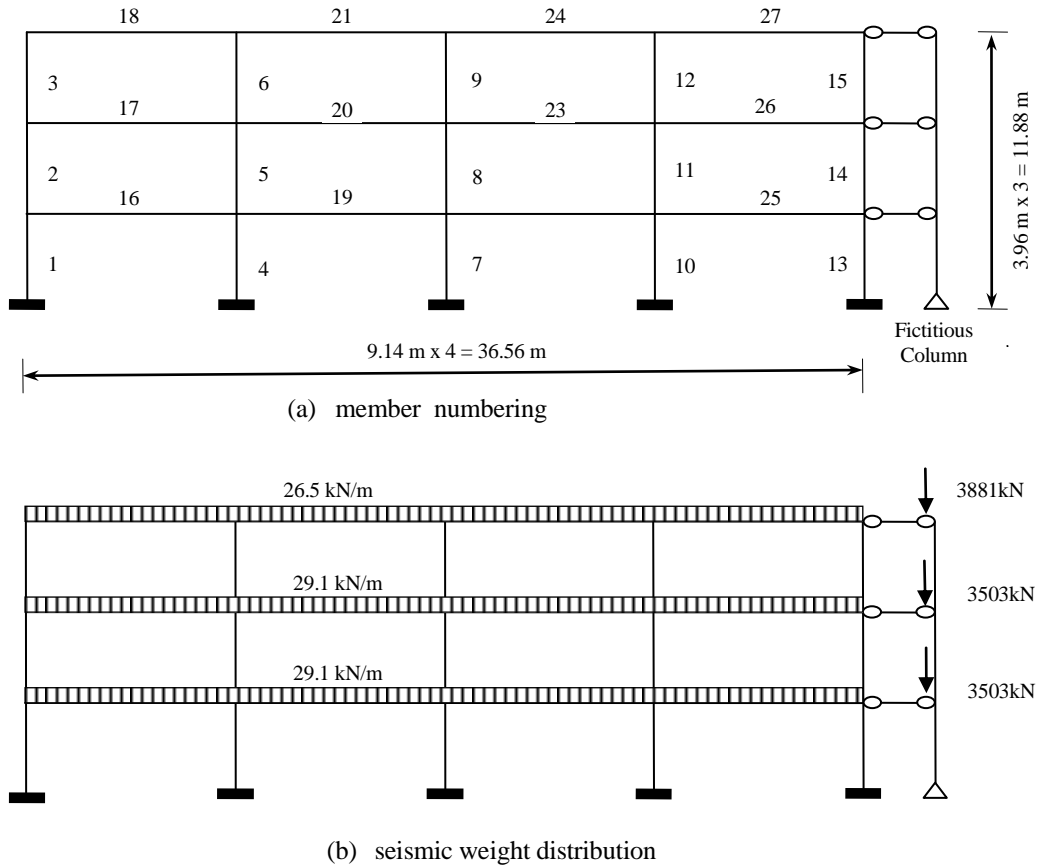 18 21 24 27
3 6 9 12 15
17 20 23 26
2 5 8 11 14
16 19 25
1 4 7 10 13
3.96 m x 3 = 11.88 m
Fictitious
Column
.
9.14 m x 4 = 36.56 m
(a) member numbering
26.5 kN/m
3881kN
29.1 kN/m
3503kN
29.1 kN/m
3503kN
(b) seismic weight distribution